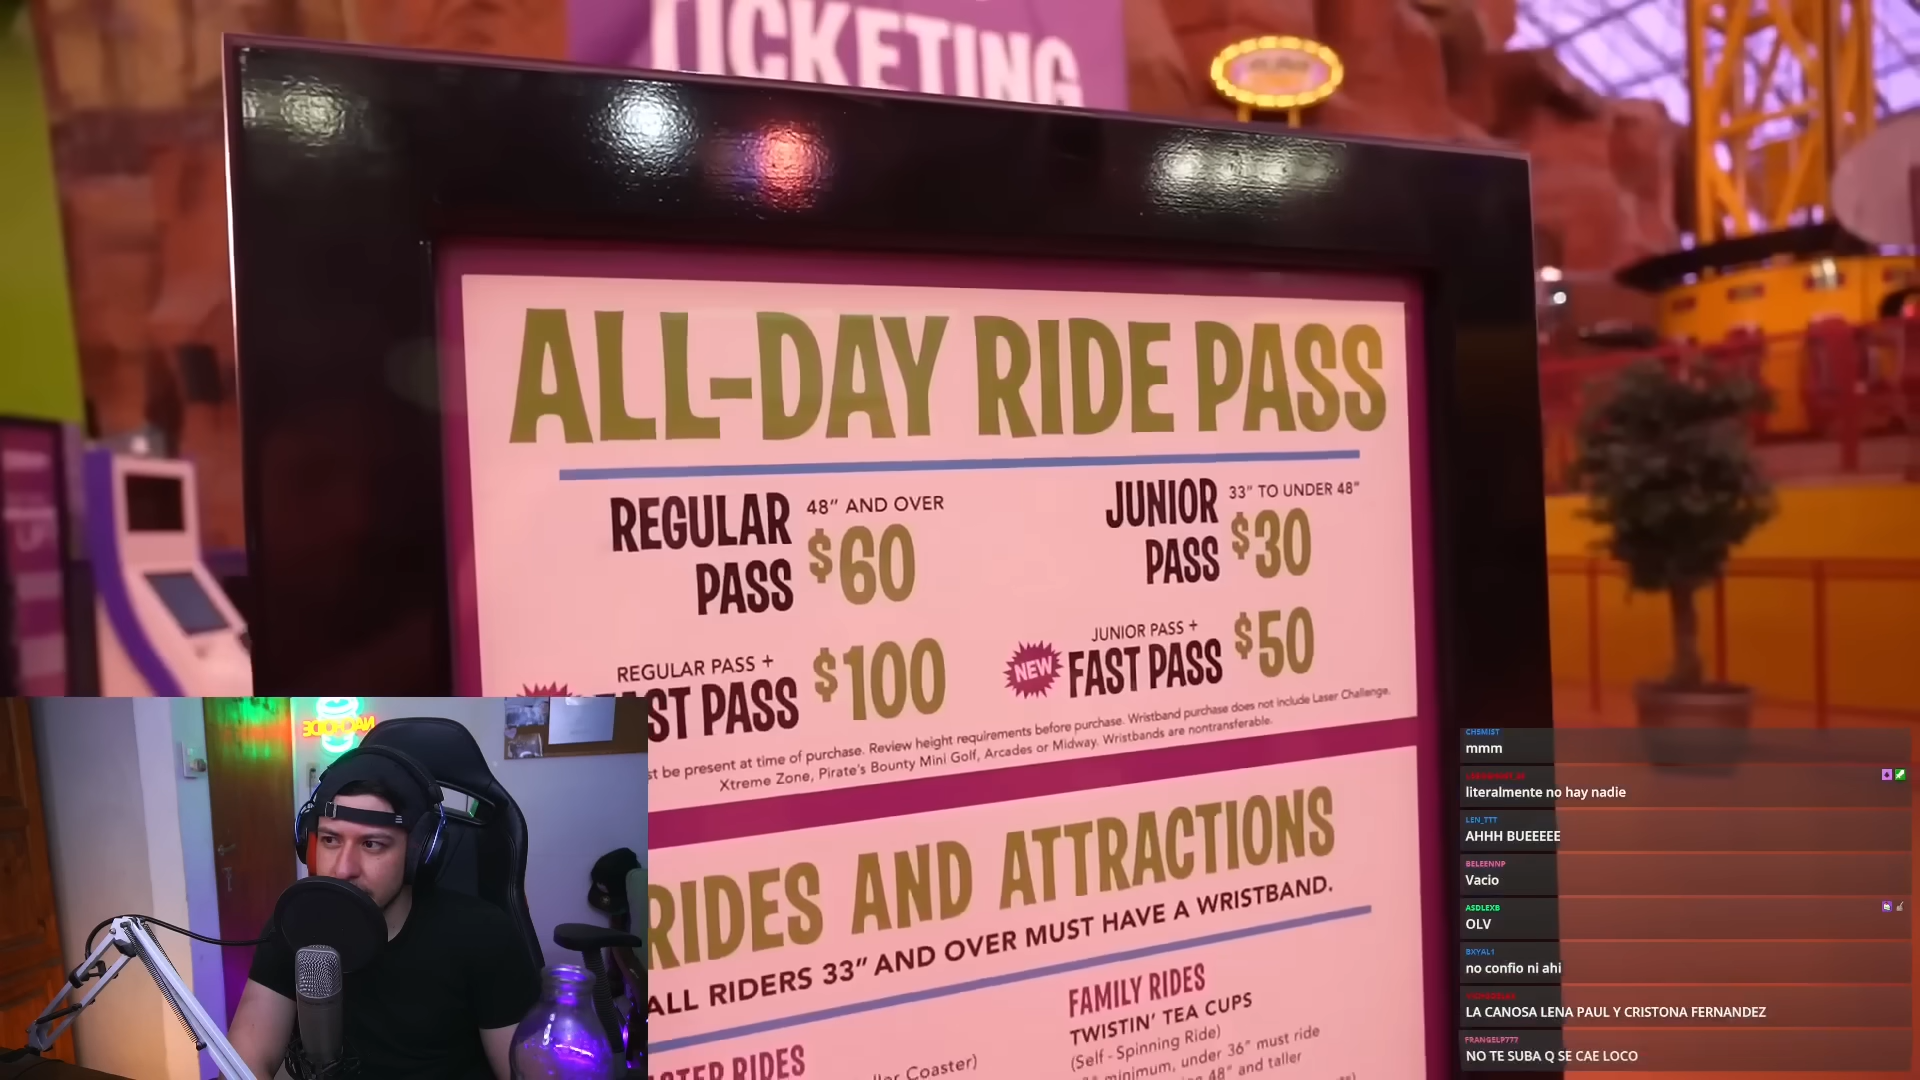 TICKETING
ALL-DAY RIDE PASS
REGULAR PASS
48" AND OVER
$60
JUNIOR PASS
33" TO UNDER 48"
$30
REGULAR PASS +
ST PASS
$100
NEW
JUNIOR PASS +
FAST PASS
$50
st be present at time of purchase. Review height requirements before purchase. Wristband purchase does not include Laser Challenge,
Xtreme Zone, Pirate's Bounty Mini Golf, Arcades or Midway. Wristbands are nontransferable.
RIDES AND ATTRACTIONS
ALL RIDERS 33" AND OVER MUST HAVE A WRISTBAND.
FAMILY RIDES
TWISTIN' TEA CUPS
(Self - Spinning Ride)
minimum, under 36" must ride
48" and taller
STER RIDES
ller Coaster)
CH5MIST
mmm
literalmente no hay nadie
LEN_TTT
AHHH BUEEEEE
BELEENNP
Vacio
ASDLEXB
OLV
BXYAL1
no confio ni ahi
LA CANOSA LENA PAUL Y CRISTONA FERNANDEZ
FRANGELP777
NO TE SUBA Q SE CAE LOCO